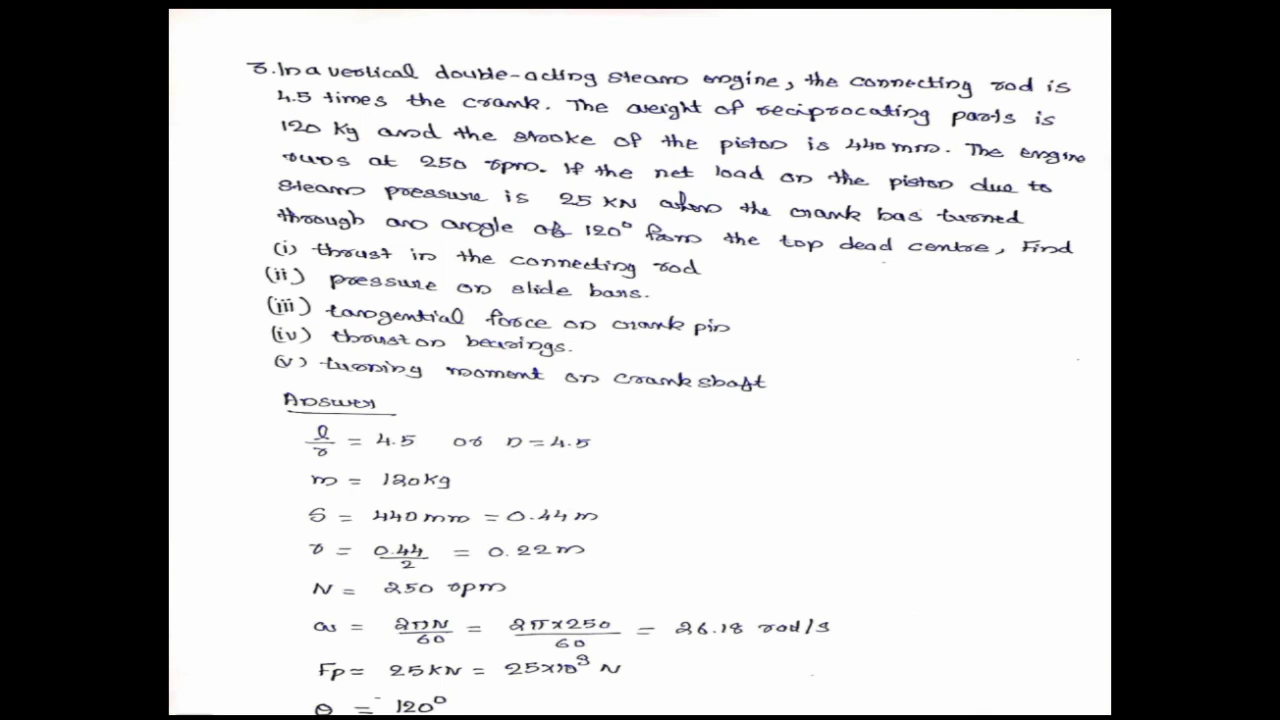 3. In a vertical double-acting steam engine, the connecting rod is
4.5 times the crank. The weight of reciprocating parts is
120 Kg and the stroke of the piston is 440 mm. The engine
runs at 250 rpm. If the net load on the piston due to
steam pressure is 25 KN when the crank has turned
through an angle of 120° from the top dead centre, Find
(i) thrust in the connecting rod
(ii) pressure on slide bars.
(iii) tangential force on crank pin
(iv) thrust on bearings.
(v) turning moment on crankshaft
Answer
l/r = 4.5 or n = 4.5
m = 120kg
S = 440 mm = 0.44 m
r = 0.44/2 = 0.22 m
N = 250 rpm
ω = 2πN/60 = 2π×250/60 = 26.18 rad/s
Fp = 25 KN = 25×10³ N
θ = 120°